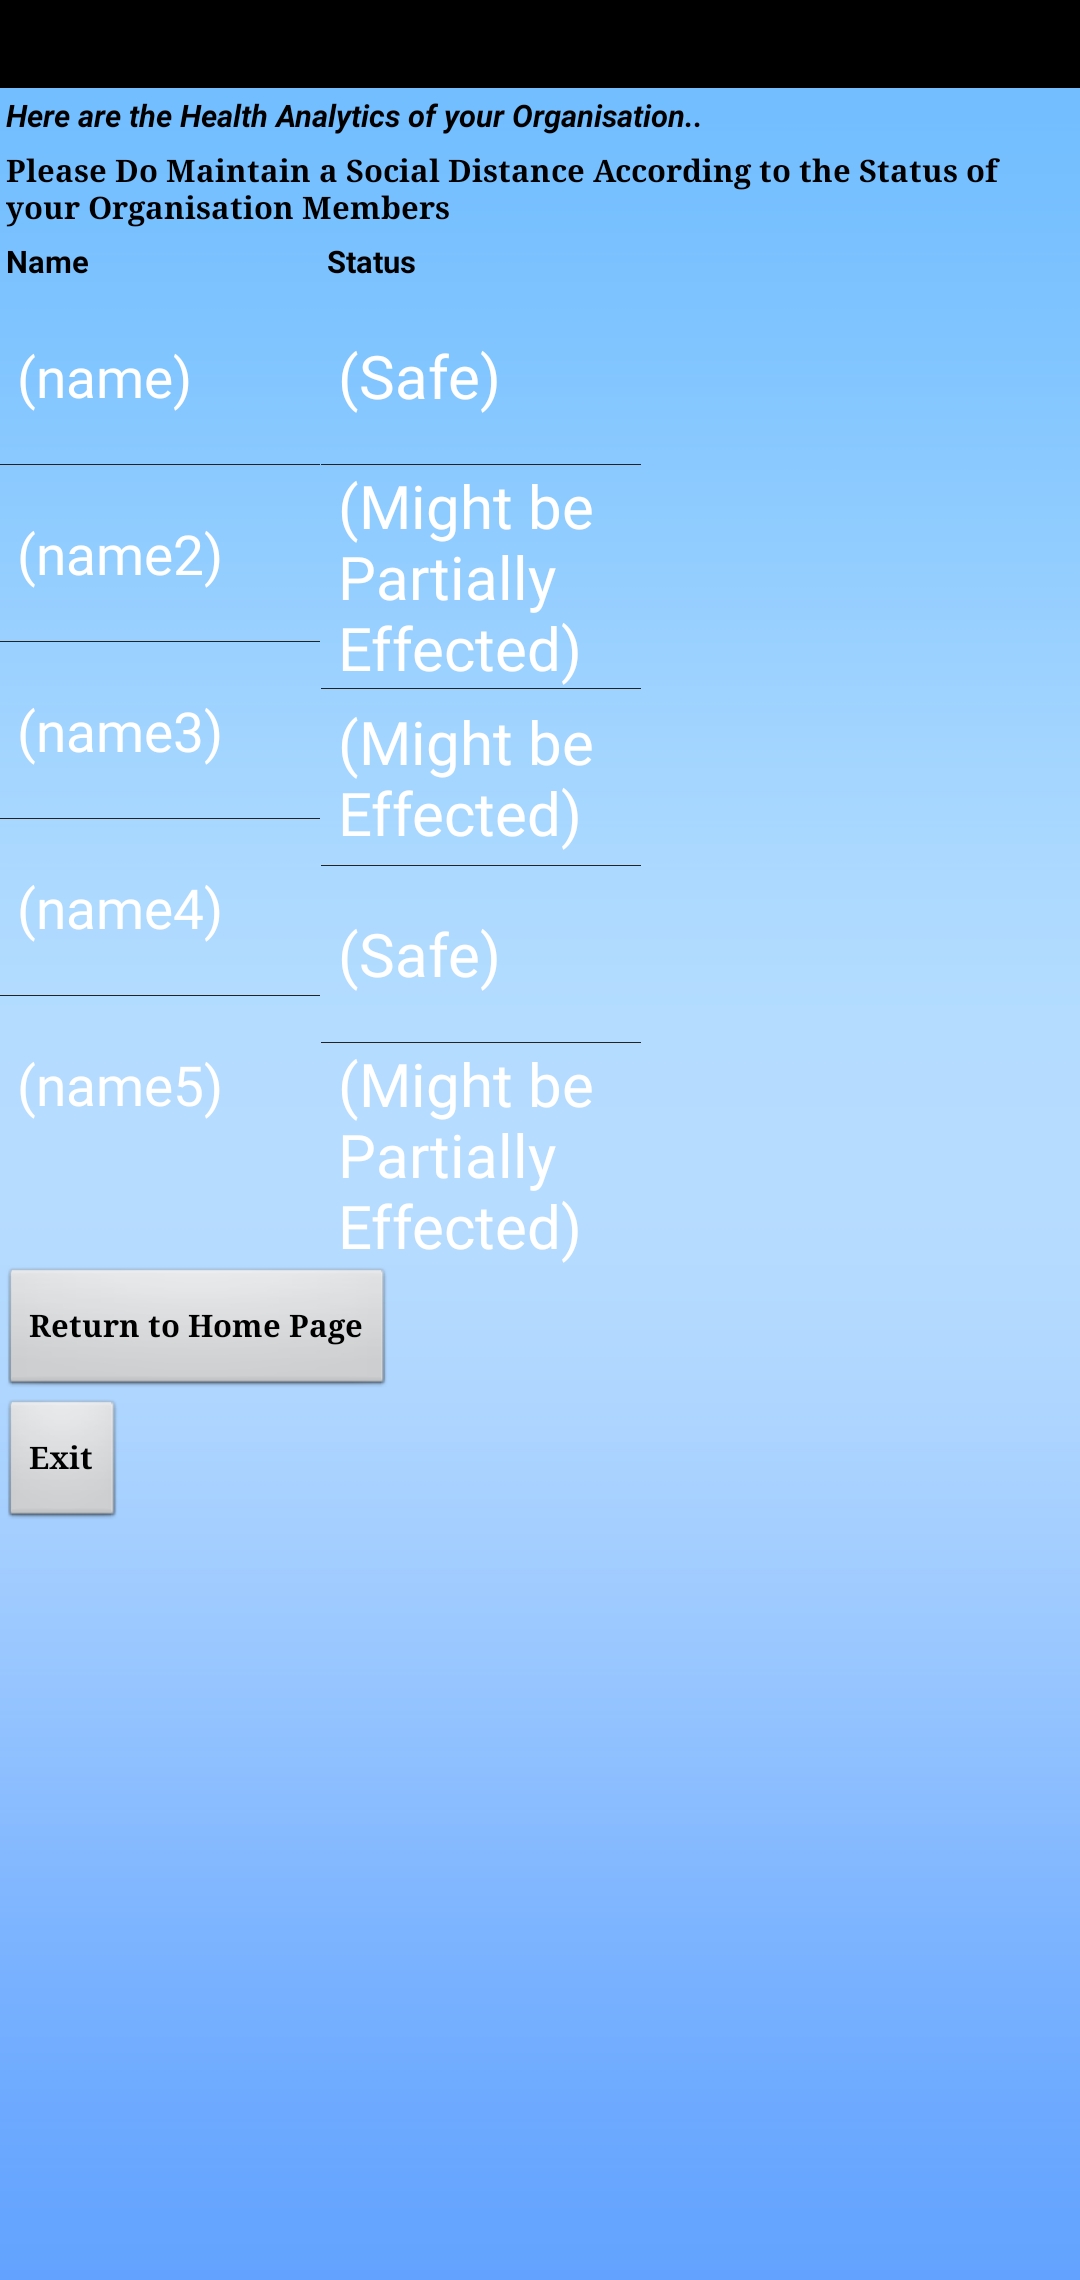 Here are the Health Analytics of your Organisation..
Please Do Maintain a Social Distance According to the Status of
your Organisation Members
Name
Status
(name)
(Safe)
(name2)
(Might be
Partially
Effected)
(name3)
(Might be
Effected)
(name4)
(Safe)
(name5)
(Might be
Partially
Effected)
Return to Home Page
Exit